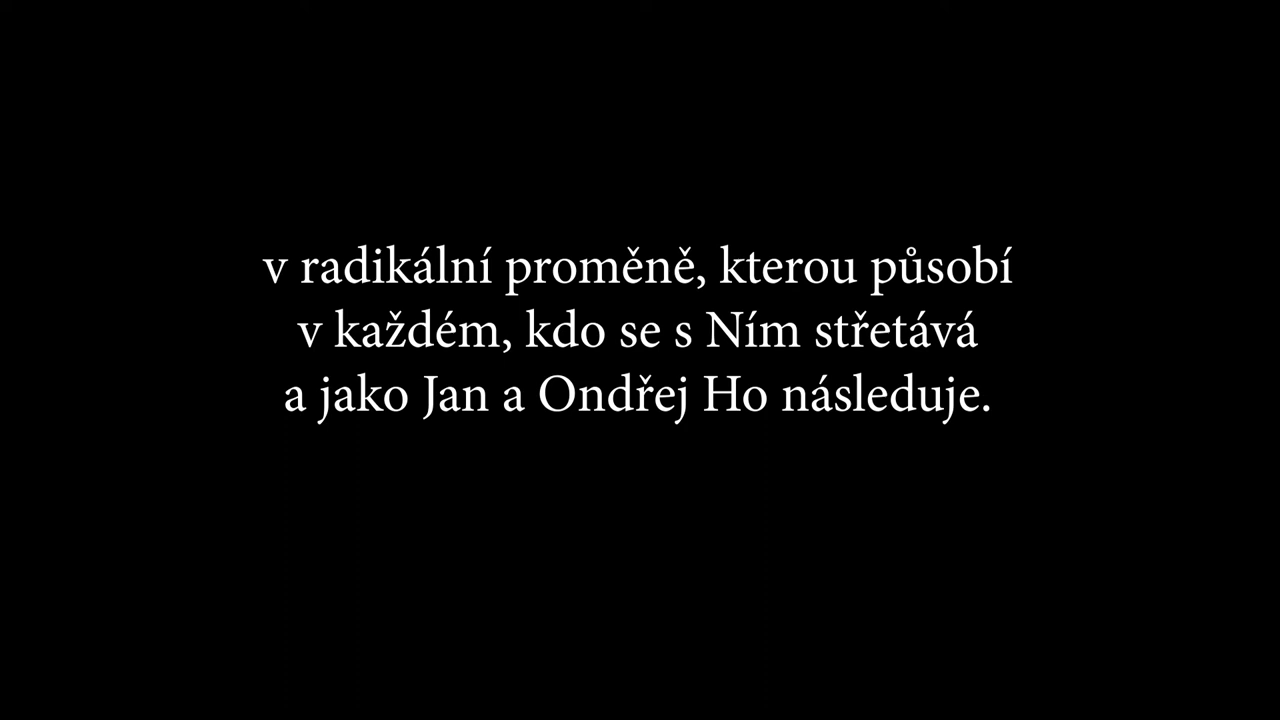 v radikální proměně, kterou působí
v každém, kdo se s Ním střetává
a jako Jan a Ondřej Ho následuje.